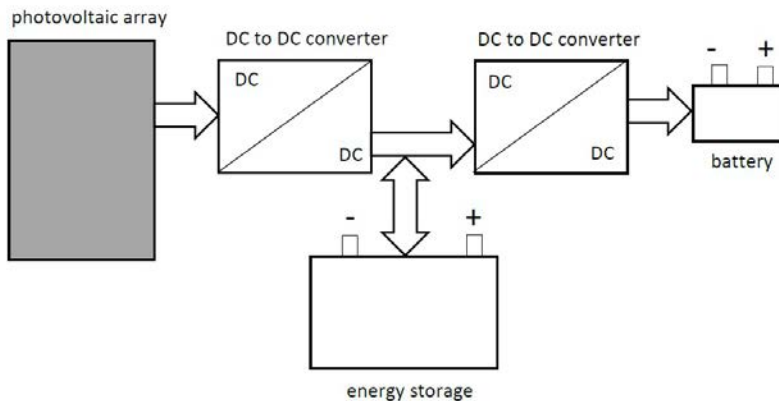 photovoltaic array
DC to DC converter
DC to DC converter
DC
DC
DC
DC
- +
battery
- +
energy storage